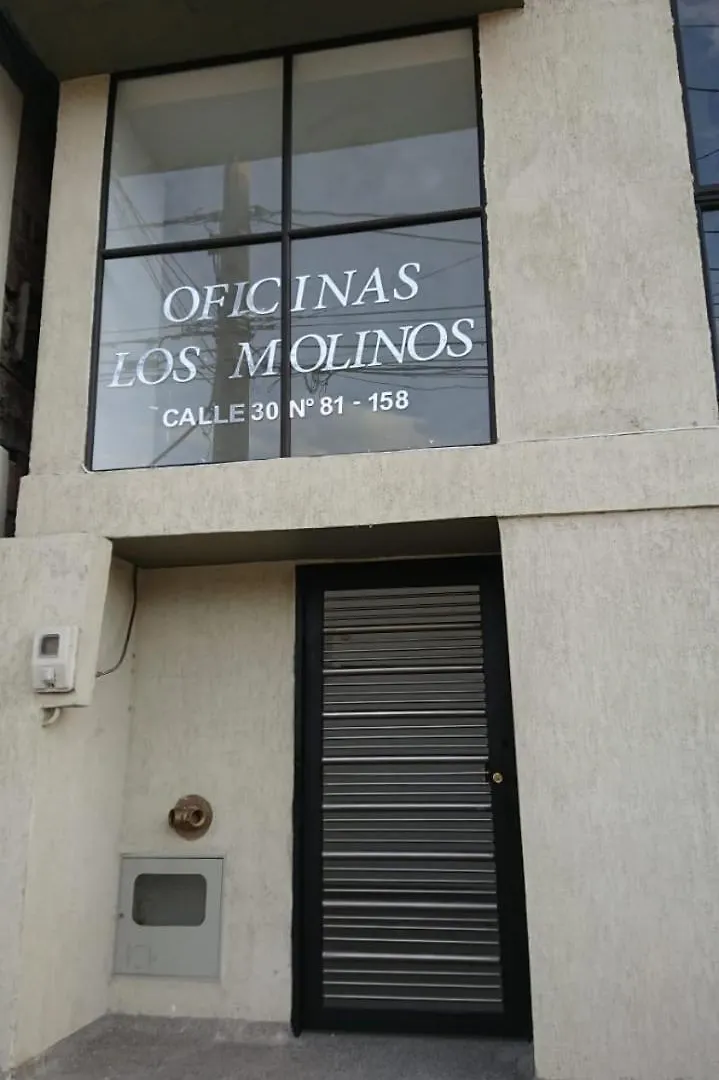 OFICINAS
LOS MOLINOS
CALLE 30 Nº 81 - 158